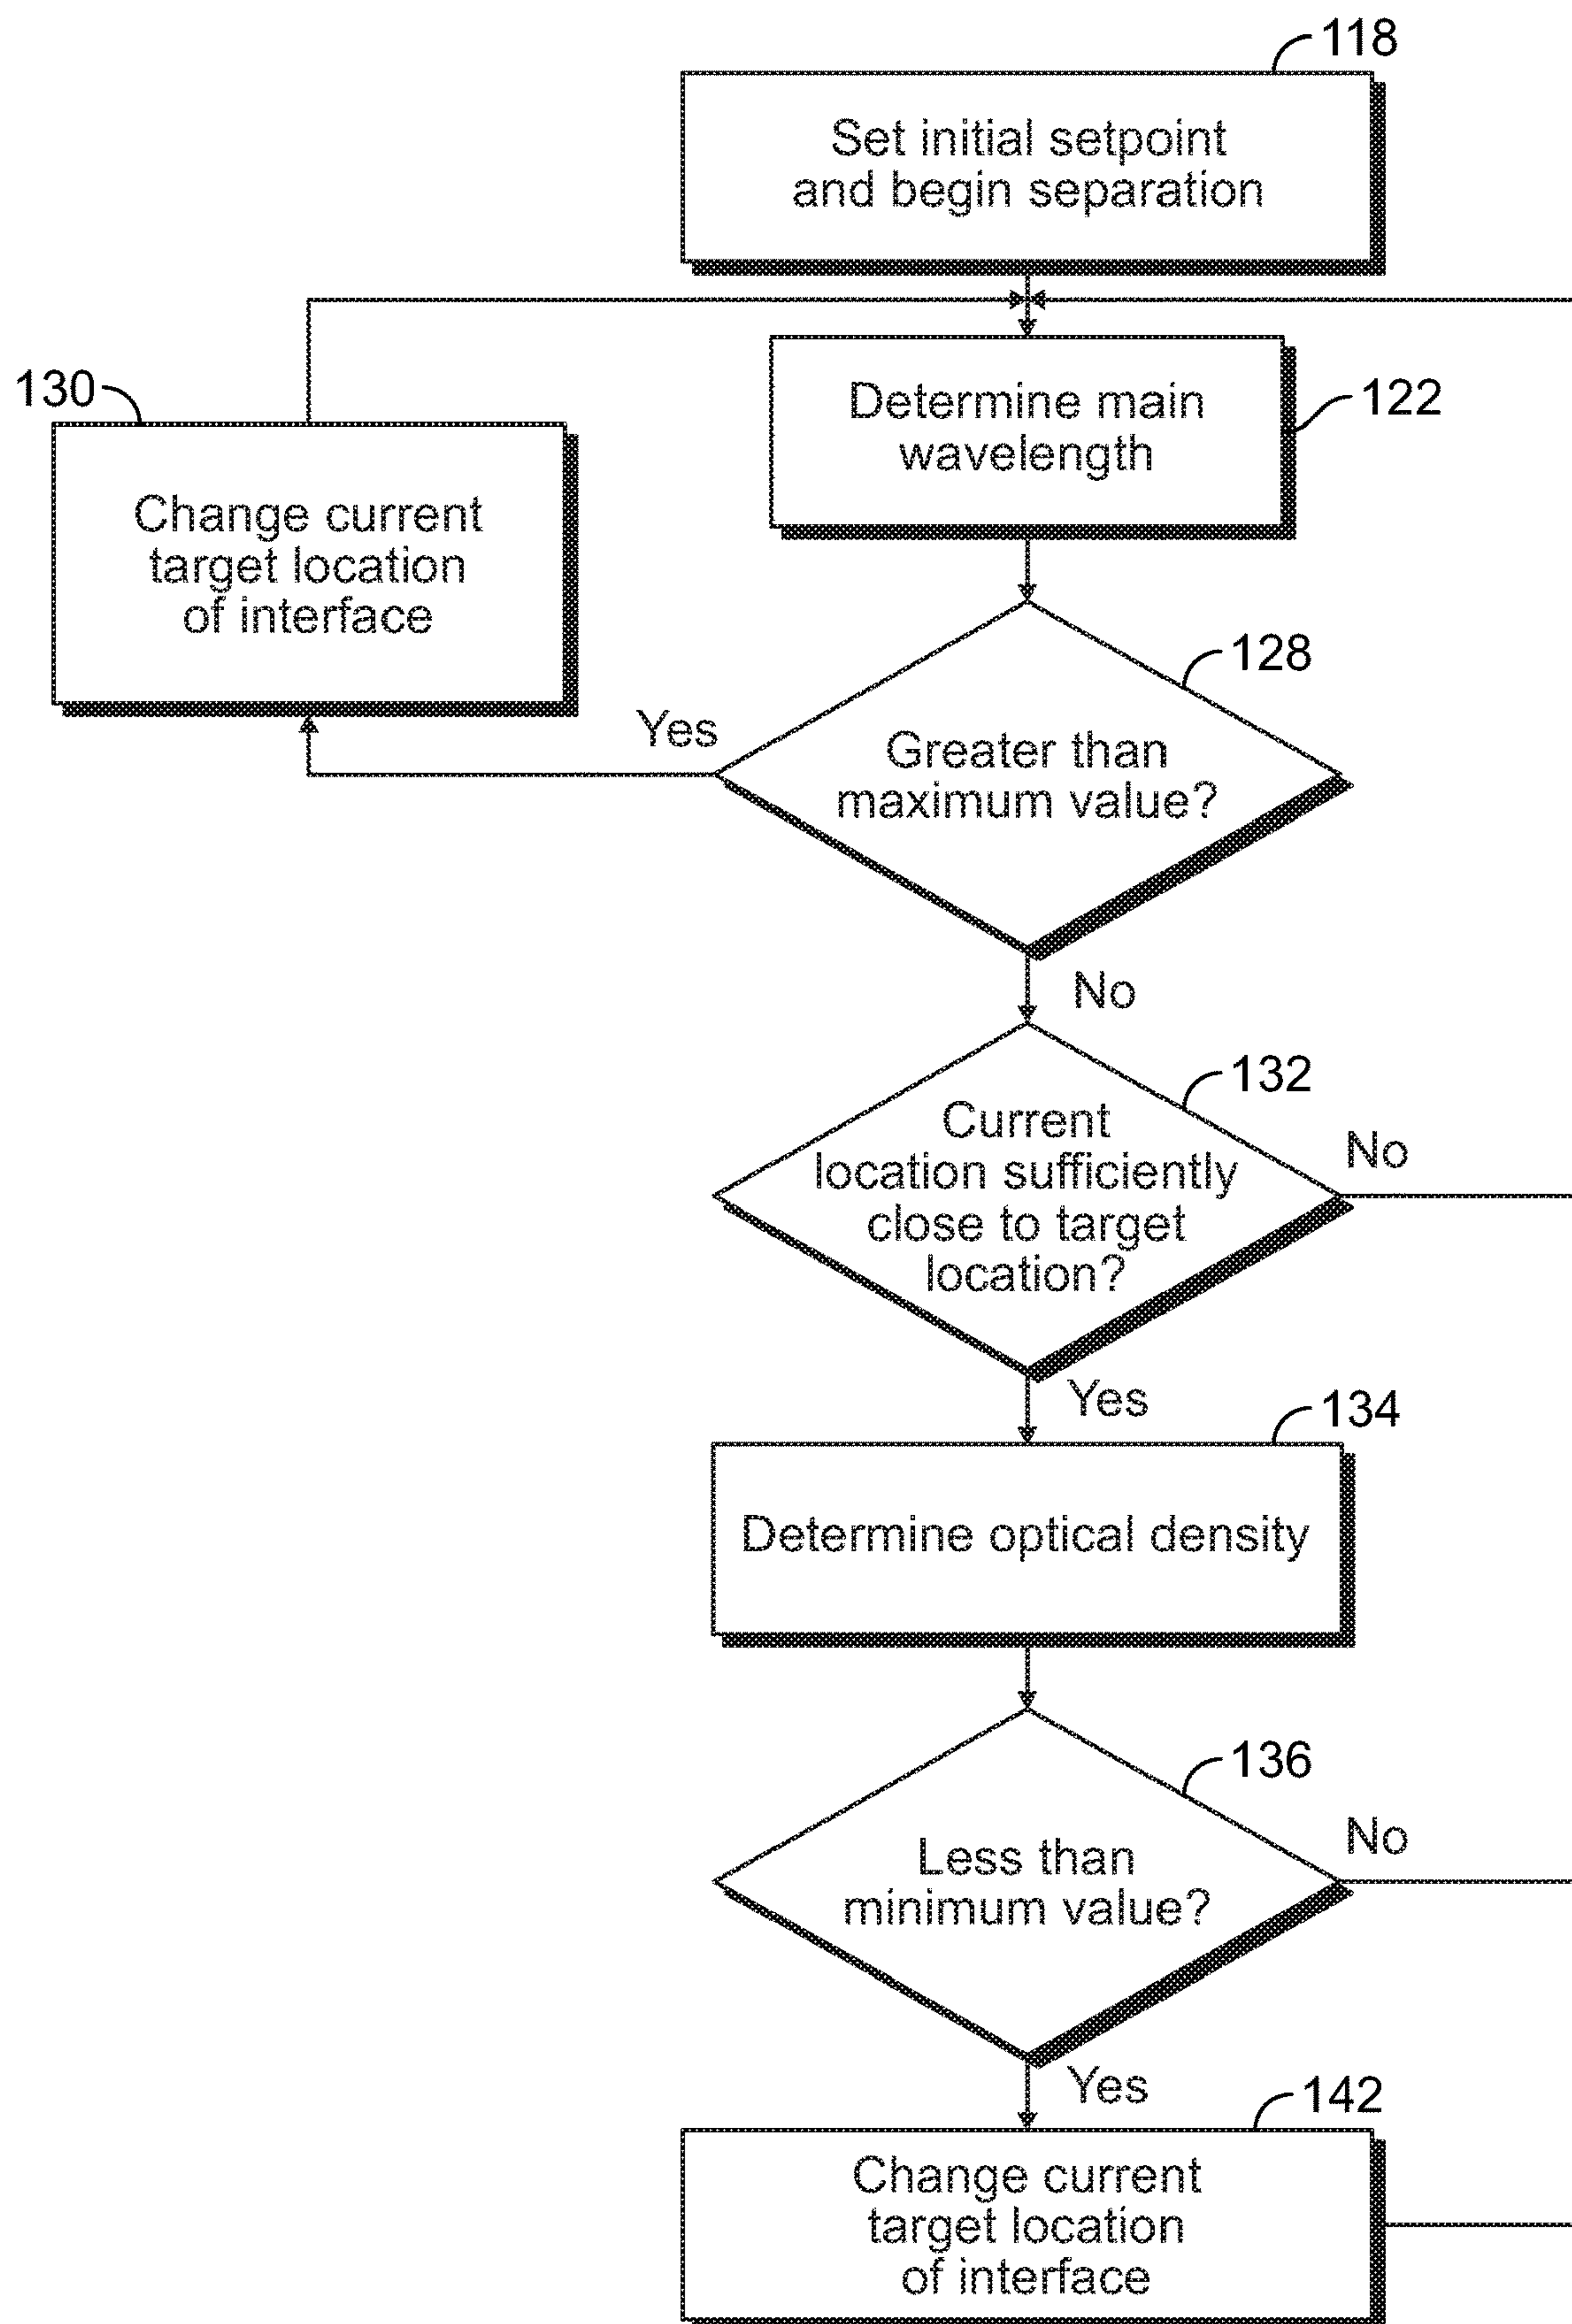 118
Set initial setpoint
and begin separation
130
Change current
target location
of interface
Determine main
wavelength
122
128
Yes
Greater than
maximum value?
No
132
Current
location sufficiently
close to target
location?
No
Yes
134
Determine optical density
136
Less than
minimum value?
No
Yes
142
Change current
target location
of interface